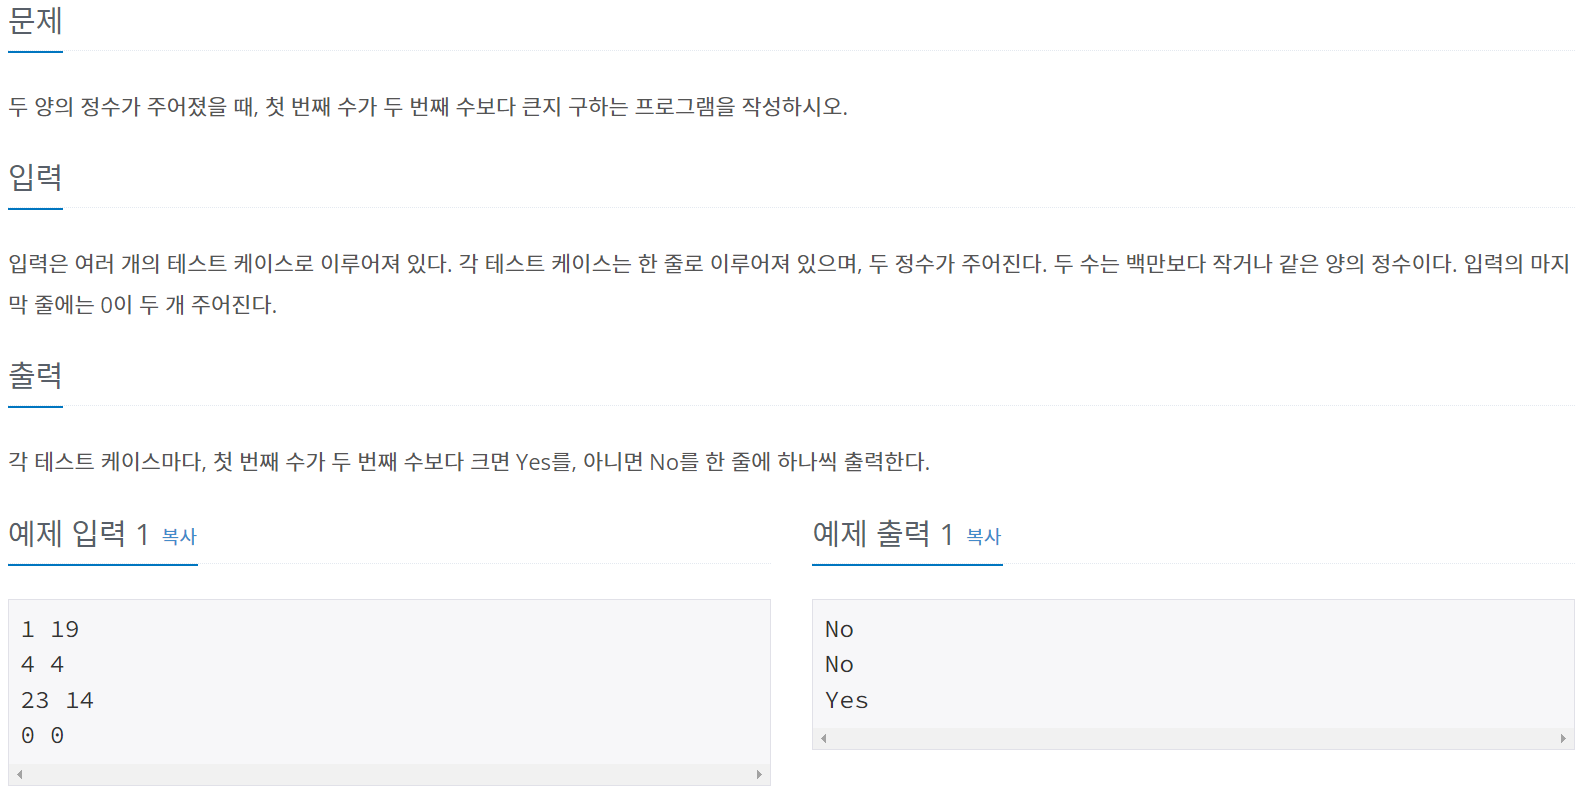 문제
두 양의 정수가 주어졌을 때, 첫 번째 수가 두 번째 수보다 큰지 구하는 프로그램을 작성하시오.
입력
입력은 여러 개의 테스트 케이스로 이루어져 있다. 각 테스트 케이스는 한 줄로 이루어져 있으며, 두 정수가 주어진다. 두 수는 백만보다 작거나 같은 양의 정수이다. 입력의 마지
막 줄에는 0이 두 개 주어진다.
출력
각 테스트 케이스마다, 첫 번째 수가 두 번째 수보다 크면 Yes를, 아니면 No를 한 줄에 하나씩 출력한다.
예제 입력 1 복사
1 19
4 4
23 14
0 0
예제 출력 1 복사
No
No
Yes